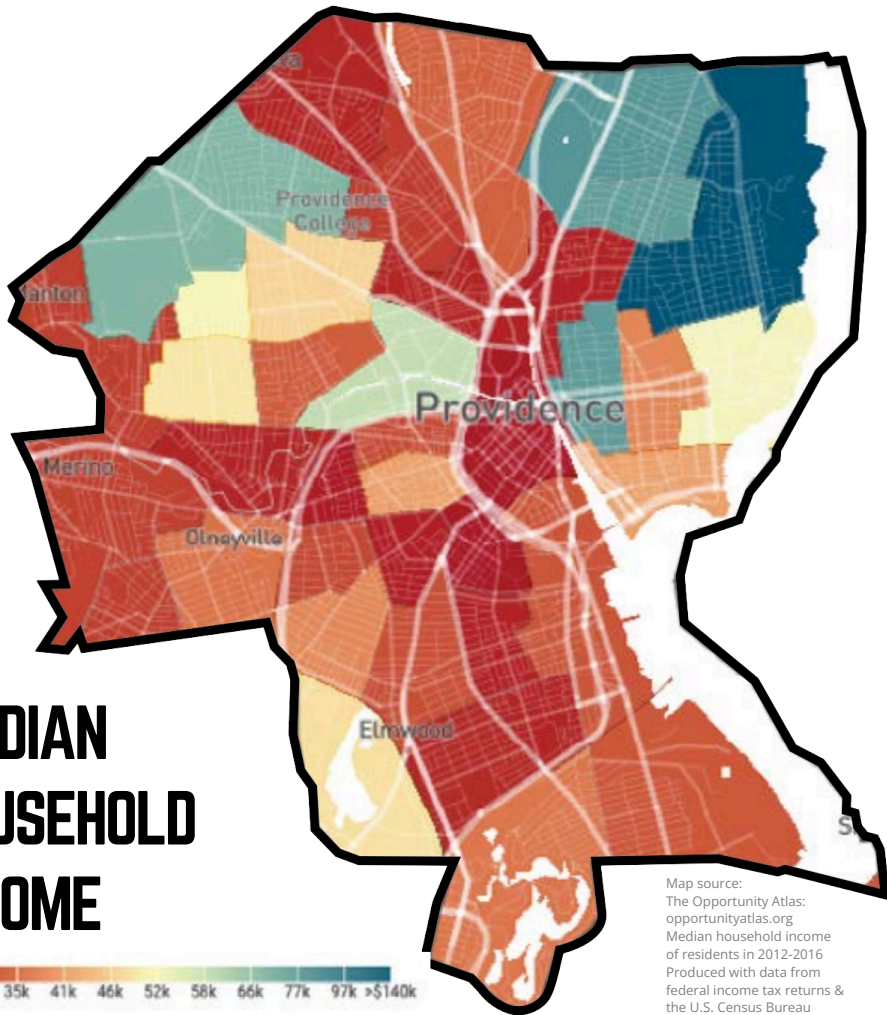 va
Providence
College
lanton
Providence
Merino
Olneyville
Elmwood
DIAN
USEHOLD
OME
S
35k 41k 46k 52k 58k 66k 77k 97k >$140k
Map source:
The Opportunity Atlas:
opportunityatlas.org
Median household income
of residents in 2012-2016
Produced with data from
federal income tax returns &
the U.S. Census Bureau